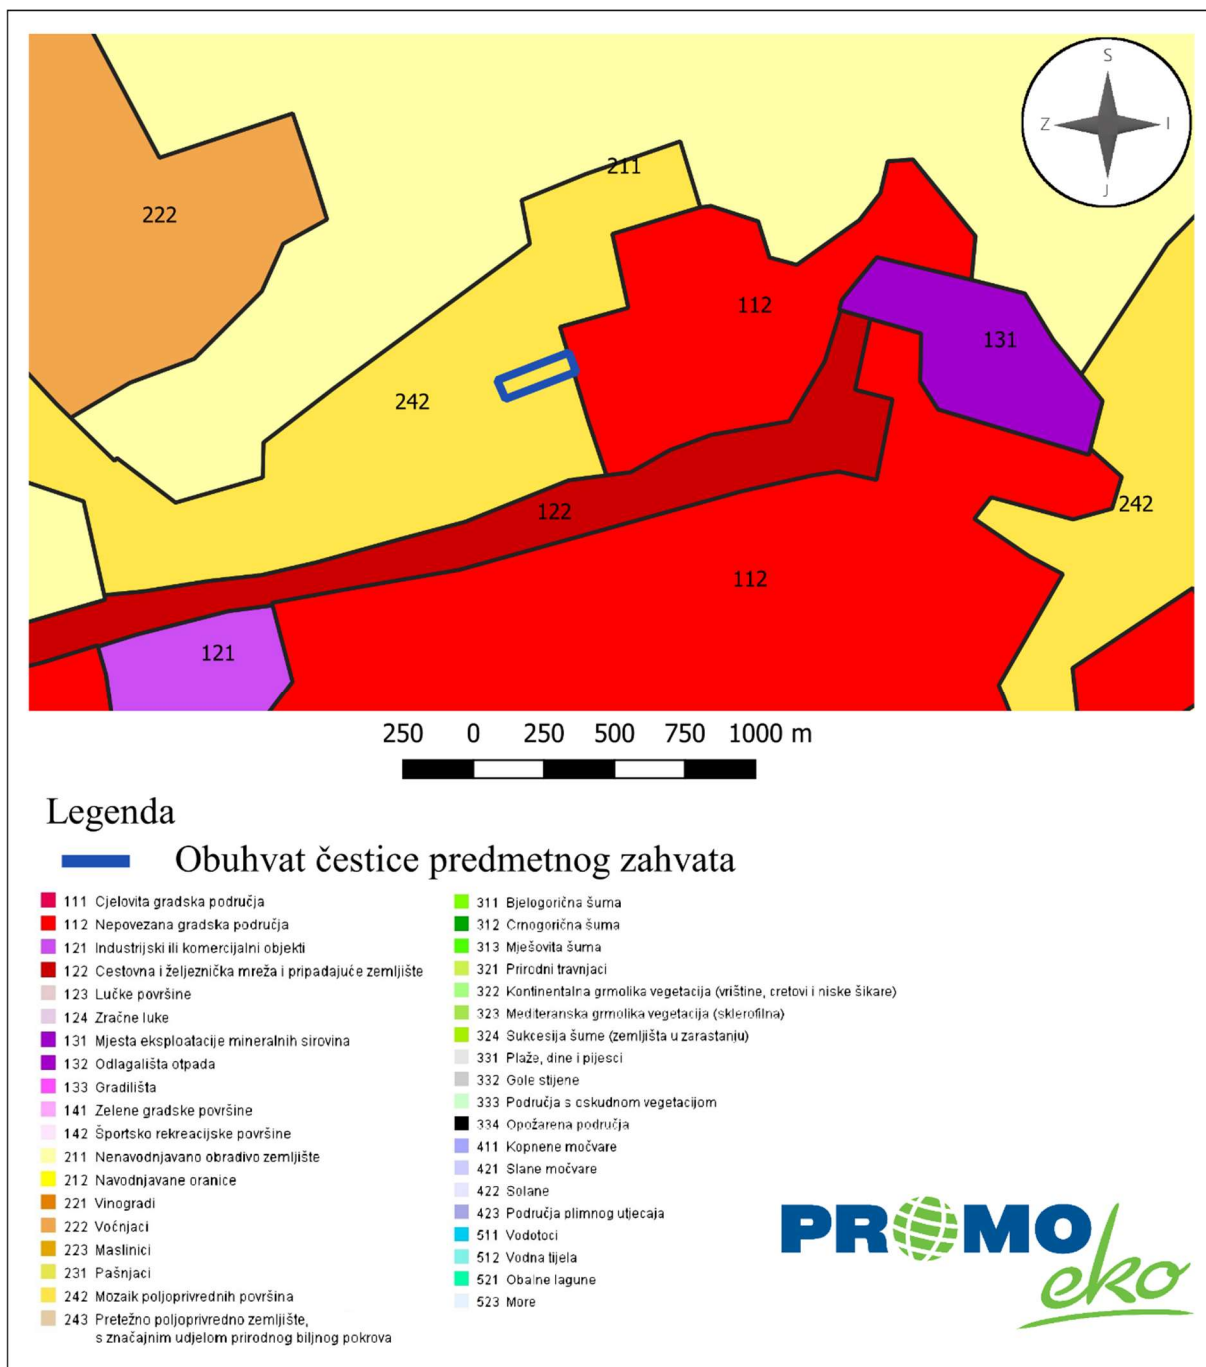 S
Z
I
J
211
222
112
131
242
242
122
112
121
250 0 250 500 750 1000 m
Legenda
Obuhvat čestice predmetnog zahvata
111 Cjelovita gradska područja
112 Nepovezana gradska područja
121 Industrijski ili komercijalni objekti
122 Cestovna i željeznička mreža i pripadajuće zemljište
123 Lučke površine
124 Zračne luke
131 Mjesta eksploatacije mineralnih sirovina
132 Odlagališta otpada
133 Gradilišta
141 Zelene gradske površine
142 Športsko rekreacijske površine
211 Nenavodnjavano obradivo zemljište
212 Navodnjavane oranice
221 Vinogradi
222 Voćnjaci
223 Maslinici
231 Pašnjaci
242 Mozaik poljoprivrednih površina
243 Pretežno poljoprivredno zemljište,
s značajnim udjelom prirodnog biljnog pokrova
311 Bjelogorična šuma
312 Crnogorična šuma
313 Mješovita šuma
321 Prirodni travnjaci
322 Kontinentalna grmolika vegetacija (vrištine, cretovi i niske šikare)
323 Mediteranska grmolika vegetacija (sklerofilna)
324 Sukcesija šume (zemljišta u zarastanju)
331 Plaže, dine i pijesci
332 Gole stijene
333 Područja s oskudnom vegetacijom
334 Opožarena područja
411 Kopnene močvare
421 Slane močvare
422 Solane
423 Područja plimnog utjecaja
511 Vodotoci
512 Vodna tijela
521 Obalne lagune
523 More
PROMO
eko